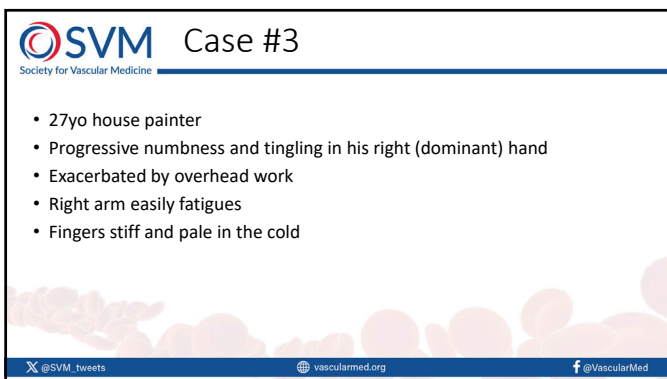 SVM
Society for Vascular Medicine
Case #3
• 27yo house painter
• Progressive numbness and tingling in his right (dominant) hand
• Exacerbated by overhead work
• Right arm easily fatigues
• Fingers stiff and pale in the cold
@SVM_tweets
vascularmed.org
@VascularMed